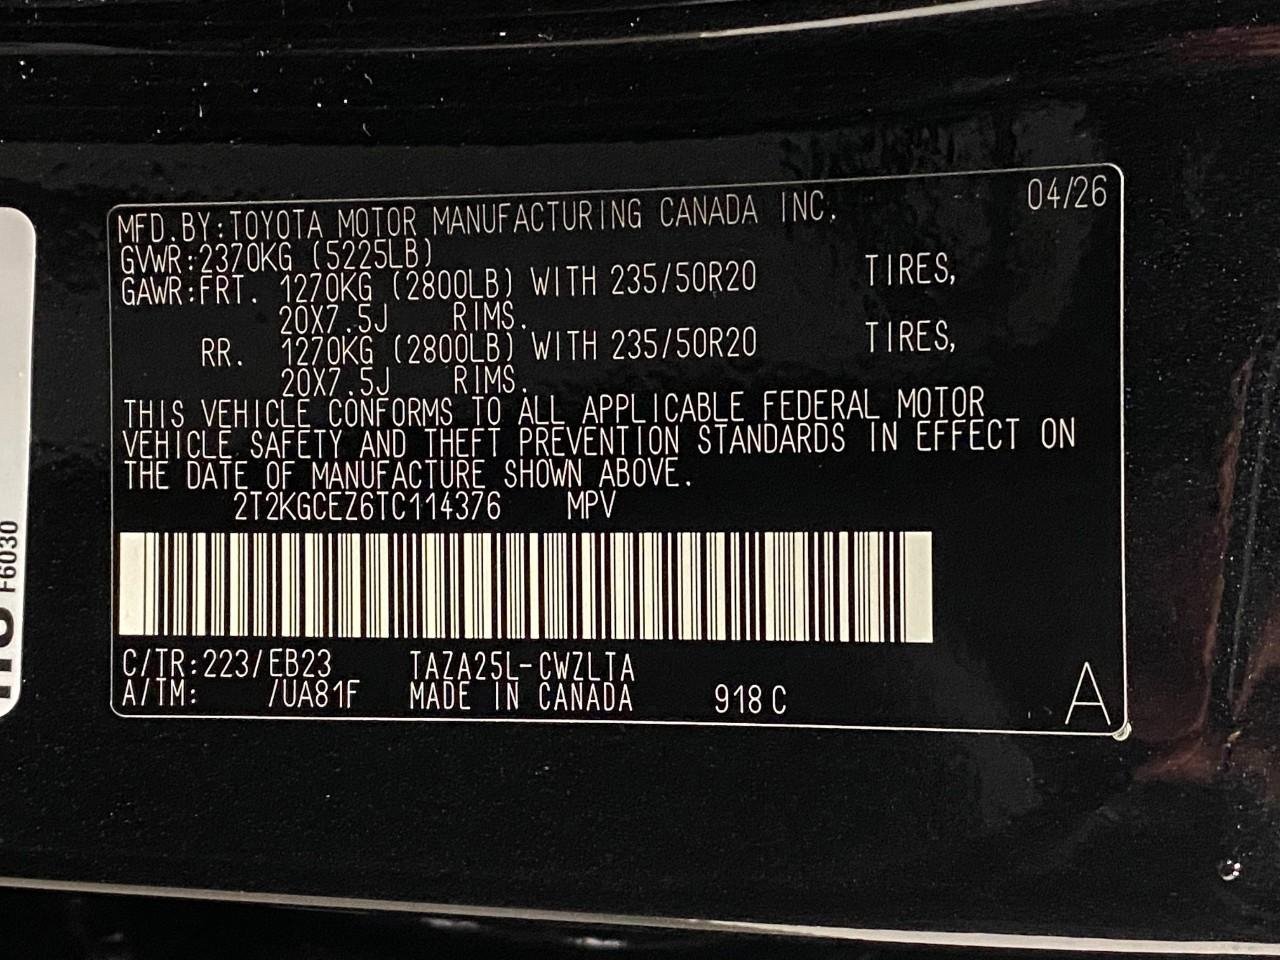 04/26
MFD.BY:TOYOTA MOTOR MANUFACTURING CANADA INC.
GVWR:2370KG (5225LB)
GAWR:FRT. 1270KG (2800LB) WITH 235/50R20 TIRES,
20X7.5J RIMS.
RR. 1270KG (2800LB) WITH 235/50R20 TIRES,
20X7.5J RIMS.
THIS VEHICLE CONFORMS TO ALL APPLICABLE FEDERAL MOTOR
VEHICLE SAFETY AND THEFT PREVENTION STANDARDS IN EFFECT ON
THE DATE OF MANUFACTURE SHOWN ABOVE.
2T2KGCEZ6TC114376 MPV
C/TR:223/EB23 TAZA25L-CWZLTA
A/TM: /UA81F MADE IN CANADA 918C
A
F6030